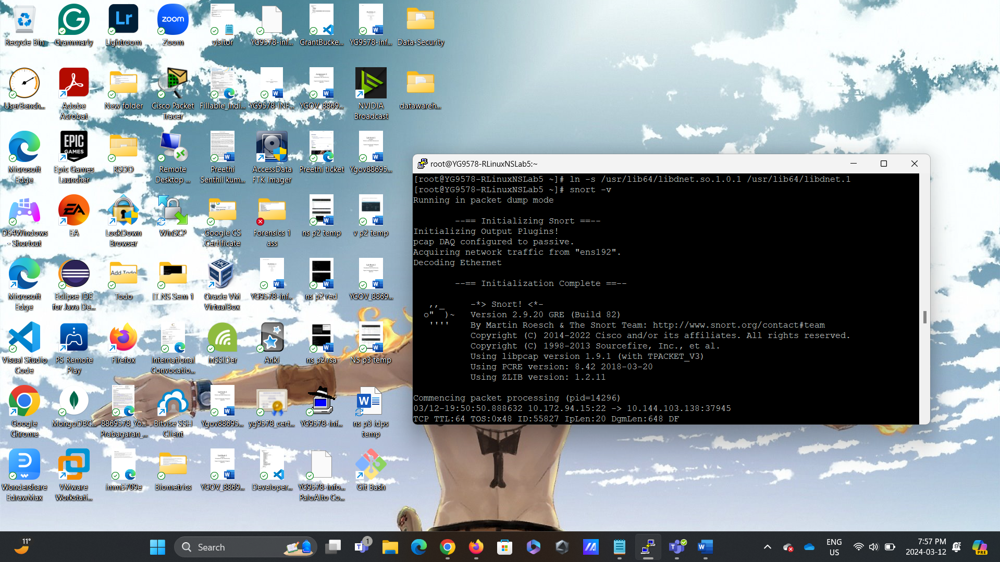 Recycle Bin
Grammarly
Lightroom
Zoom
visitor
YG9578-inf...
GrantBucke...
YG9578-inf...
Data-Security
UserBench...
Adobe
Acrobat
New folder
Cisco Packet
Tracer
Fillable_Indi...
YG9578-INF...
YGOV_8869...
NVIDIA
Broadcast
datawareh...
Microsoft
Edge
Epic Games
Launcher
RSDD
Remote
Desktop ...
Preethi
Senthil kum...
AccessData
FTK Imager
Preethi ticket
Ygov88695...
DS4Windows
- Shortcut
EA
LockDown
Browser
WinSCP
Google CS
Certificate
Forensics 1
ass
ns p2 temp
v p2 temp
Microsoft
Edge
Eclipse IDE
for Java De...
Todo
IT NS Sem 1
Oracle VM
VirtualBox
YG9578-inf...
ns p2 red
YGOV_8869...
Visual Studio
Code
PS Remote
Play
Firefox
International
Convocatio...
inSSIDer
Anki
ns p2 rsa
NS p3 temp
Google
Chrome
MongoDBC...
8869578_Yo...
Prabagaran_...
Bitvise SSH
Client
Ygov88695...
yg9578_cert...
YG9578-inf...
ns p3 idps
temp
Wondershare
EdrawMax
VMware
Workstati...
imm5709e
Biometrics
YGOV_8869...
Developer...
YG9578-info...
PaloAlto Co...
Git Bash
Lr
zoom
EPIC
GAMES
EA
Add Todo
root@YG9578-RLinuxNSLab5:~
[root@YG9578-RLinuxNSLab5 ~]# ln -s /usr/lib64/libdnet.so.1.0.1 /usr/lib64/libdnet.1
[root@YG9578-RLinuxNSLab5 ~]# snort -v
Running in packet dump mode
--== Initializing Snort ==--
Initializing Output Plugins!
pcap DAQ configured to passive.
Acquiring network traffic from "ens192".
Decoding Ethernet
--== Initialization Complete ==--
,,_ -*> Snort! <*-
o" )~ Version 2.9.20 GRE (Build 82)
'''' By Martin Roesch & The Snort Team: http://www.snort.org/contact#team
Copyright (C) 2014-2022 Cisco and/or its affiliates. All rights reserved.
Copyright (C) 1998-2013 Sourcefire, Inc., et al.
Using libpcap version 1.9.1 (with TPACKET_V3)
Using PCRE version: 8.42 2018-03-20
Using ZLIB version: 1.2.11
Commencing packet processing (pid=14296)
03/12-19:50:50.888632 10.172.94.15:22 -> 10.144.103.138:37945
TCP TTL:64 TOS:0x48 ID:55827 IpLen:20 DgmLen:648 DF
11°
Search
1
ENG
US
7:57 PM
2024-03-12
PRE